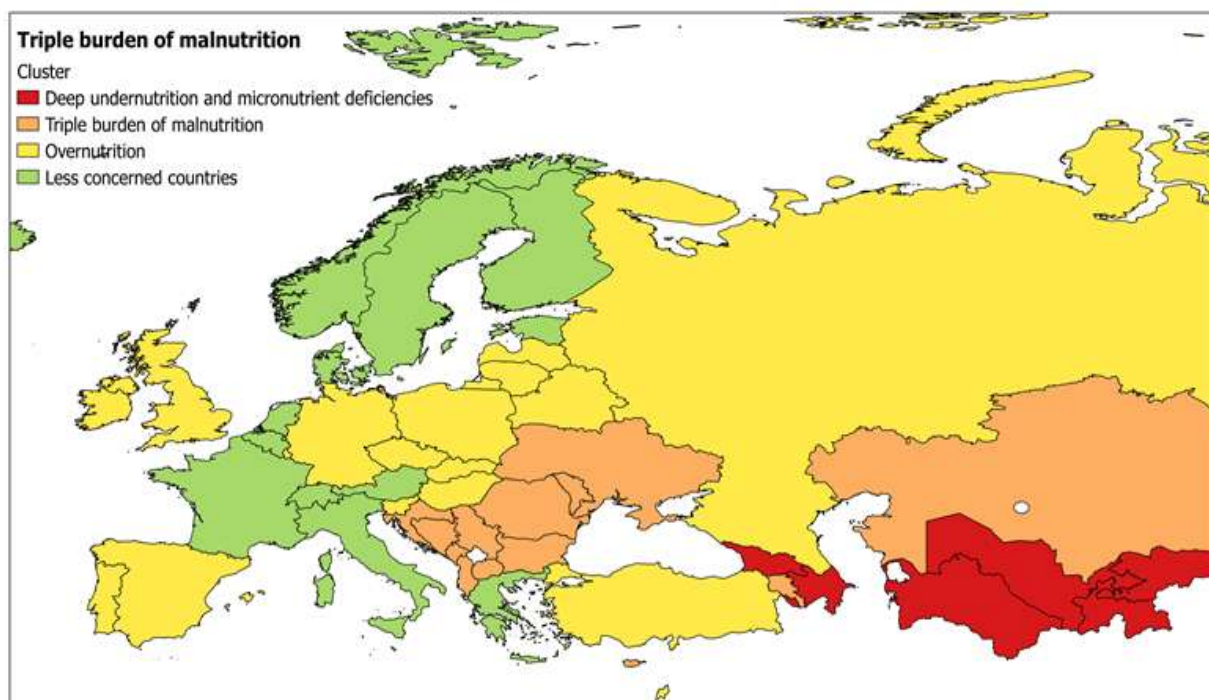 Triple burden of malnutrition
Cluster
Deep undernutrition and micronutrient deficiencies
Triple burden of malnutrition
Overnutrition
Less concerned countries